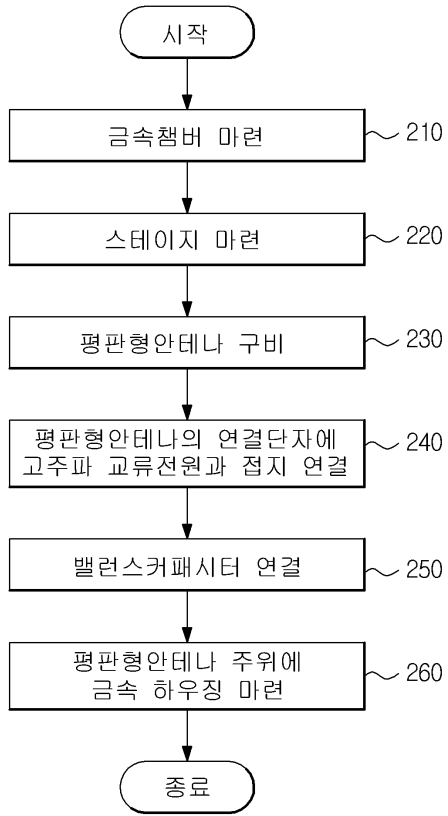 시작
금속챔버 마련
210
스테이지 마련
220
평판형안테나 구비
230
평판형안테나의 연결단자에
고주파 교류전원과 접지 연결
240
밸런스커패시터 연결
250
평판형안테나 주위에
금속 하우징 마련
260
종료